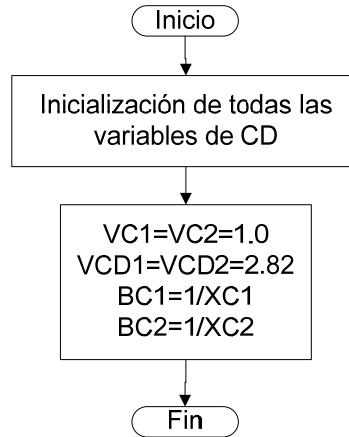 Inicio
Inicialización de todas las
variables de CD
VC1=VC2=1.0
VCD1=VCD2=2.82
BC1=1/XC1
BC2=1/XC2
Fin